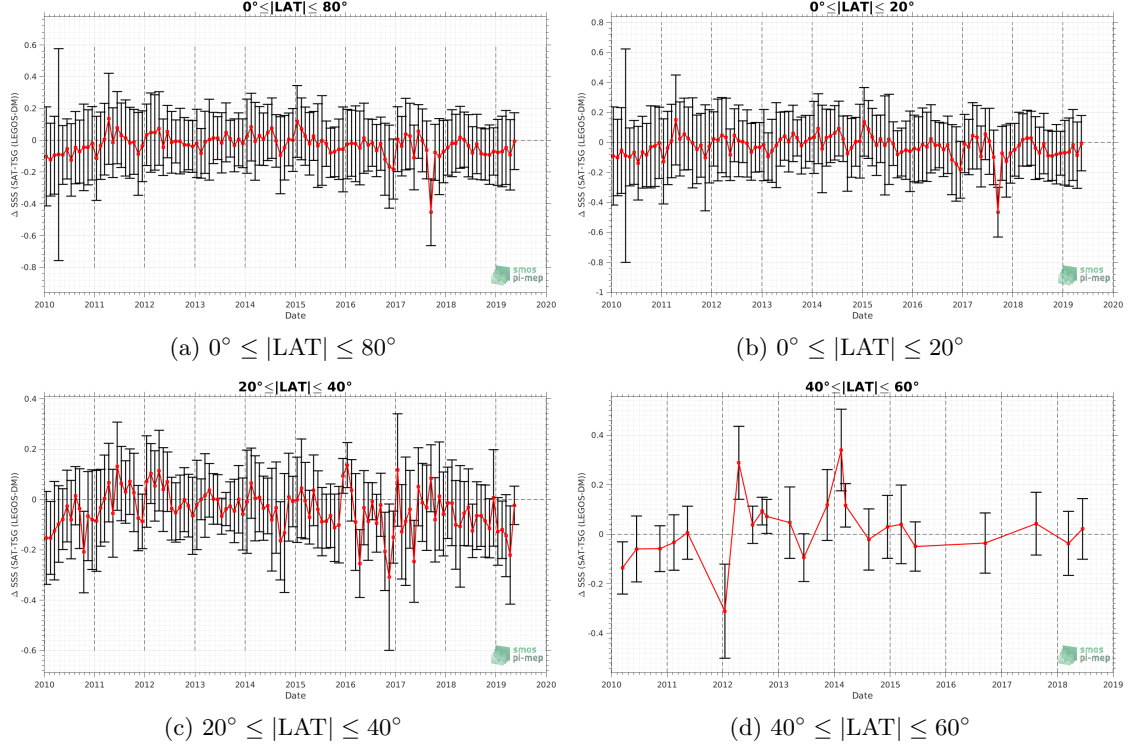 0°≤|LAT|≤ 80°
Δ SSS (SAT-TSG (LEGOS-DM))
0.6
0.4
0.2
0
-0.2
-0.4
-0.6
-0.8
smos
pi-mep
2010 2011 2012 2013 2014 2015 2016 2017 2018 2019 2020
Date
(a) 0° ≤ |LAT| ≤ 80°
0°≤|LAT|≤ 20°
Δ SSS (SAT-TSG (LEGOS-DM))
0.8
0.6
0.4
0.2
0
-0.2
-0.4
-0.6
-0.8
-1
smos
pi-mep
2010 2011 2012 2013 2014 2015 2016 2017 2018 2019 2020
Date
(b) 0° ≤ |LAT| ≤ 20°
20°≤|LAT|≤ 40°
Δ SSS (SAT-TSG (LEGOS-DM))
0.4
0.2
0
-0.2
-0.4
-0.6
smos
pi-mep
2010 2011 2012 2013 2014 2015 2016 2017 2018 2019 2020
Date
(c) 20° ≤ |LAT| ≤ 40°
40°≤|LAT|≤ 60°
Δ SSS (SAT-TSG (LEGOS-DM))
0.4
0.2
0
-0.2
-0.4
smos
pi-mep
2010 2011 2012 2013 2014 2015 2016 2017 2018 2019
Date
(d) 40° ≤ |LAT| ≤ 60°